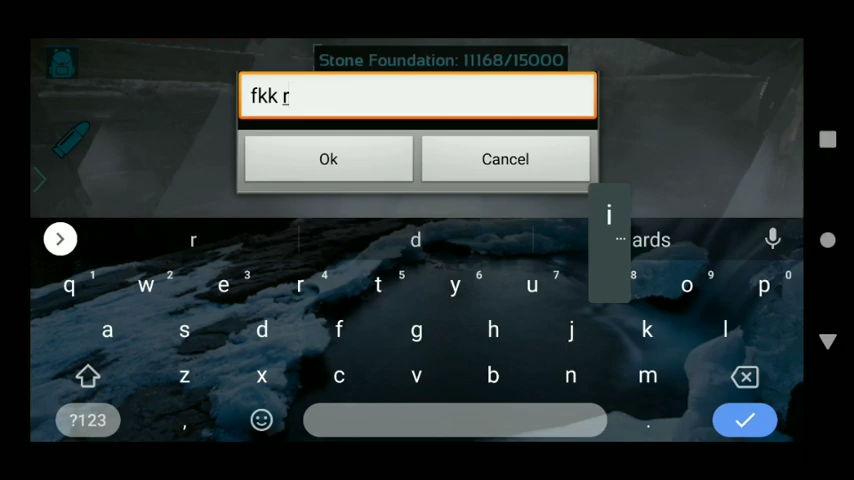 Stone Foundation: 11168/15000
fkk r
Ok Cancel
i
r d ards
q 1 w 2 e 3 r 4 t 5 y 6 u 7 8 o 9 p 0
a s d f g h j k l
z x c v b n m
?123 , .